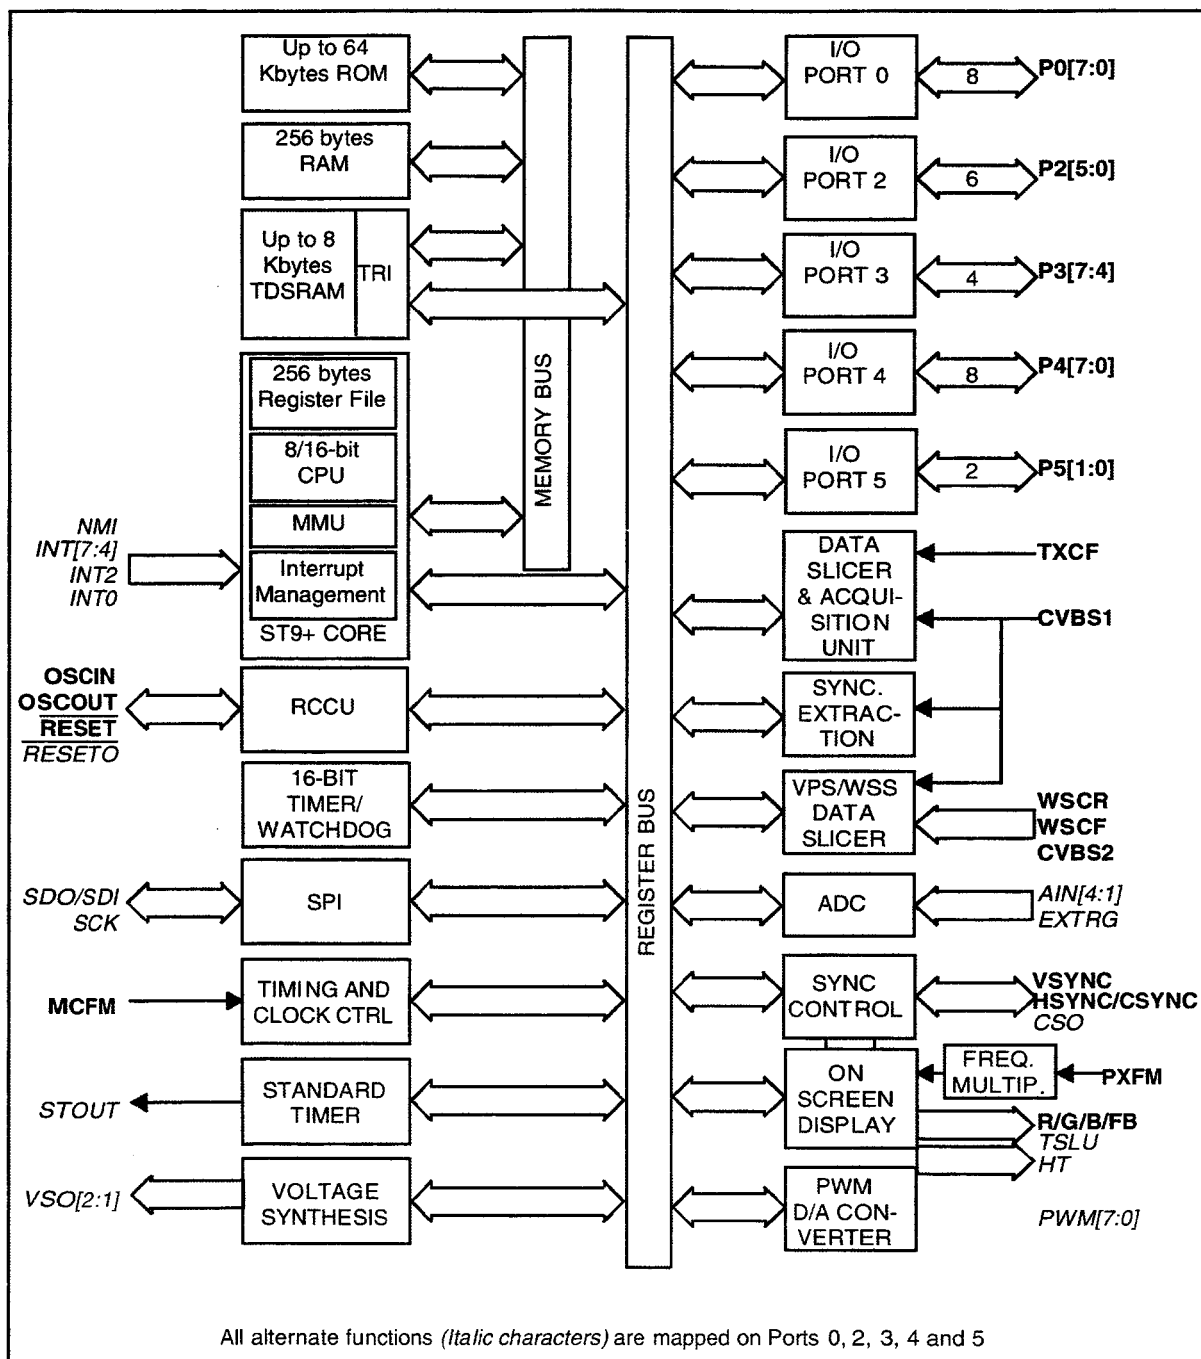 Up to 64
Kbytes ROM
256 bytes
RAM
Up to 8
Kbytes
TDSRAM
TRI
256 bytes
Register File
8/16-bit
CPU
MMU
Interrupt
Management
ST9+ CORE
NMI
INT[7:4]
INT2
INT0
OSCIN
OSCOUT
RESET
RESETO
RCCU
16-BIT
TIMER/
WATCHDOG
SDO/SDI
SCK
SPI
MCFM
TIMING AND
CLOCK CTRL
STOUT
STANDARD
TIMER
VSO[2:1]
VOLTAGE
SYNTHESIS
MEMORY BUS
REGISTER BUS
I/O
PORT 0
8
P0[7:0]
I/O
PORT 2
6
P2[5:0]
I/O
PORT 3
4
P3[7:4]
I/O
PORT 4
8
P4[7:0]
I/O
PORT 5
2
P5[1:0]
DATA
SLICER
& ACQUI-
SITION
UNIT
TXCF
CVBS1
SYNC.
EXTRAC-
TION
VPS/WSS
DATA
SLICER
WSCR
WSCF
CVBS2
ADC
AIN[4:1]
EXTRG
SYNC
CONTROL
VSYNC
HSYNC/CSYNC
CSO
ON
SCREEN
DISPLAY
FREQ.
MULTIP.
PXFM
R/G/B/FB
TSLU
HT
PWM
D/A CON-
VERTER
PWM[7:0]
All alternate functions (Italic characters) are mapped on Ports 0, 2, 3, 4 and 5